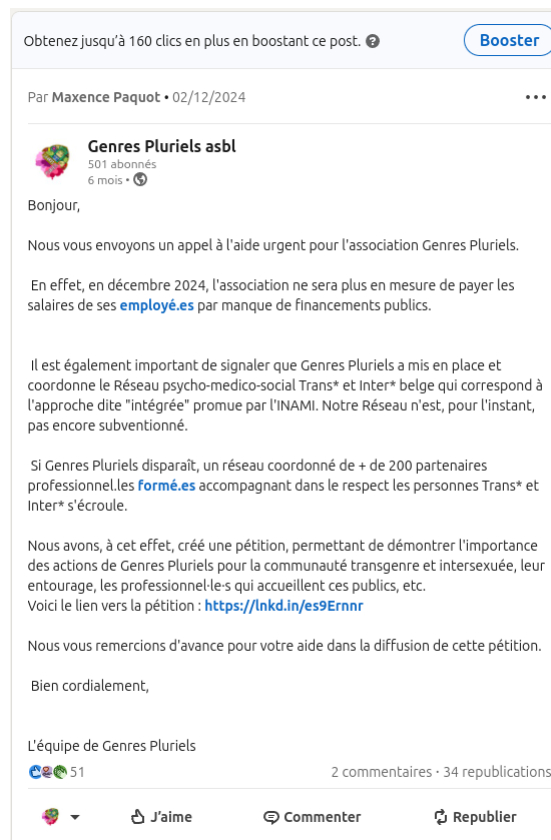 Obtenez jusqu'à 160 clics en plus en boostant ce post. ?
Booster
Par Maxence Paquot • 02/12/2024
Genres Pluriels asbl
501 abonnés
6 mois •
Bonjour,
Nous vous envoyons un appel à l'aide urgent pour l'association Genres Pluriels.
En effet, en décembre 2024, l'association ne sera plus en mesure de payer les
salaires de ses employé.es par manque de financements publics.
Il est également important de signaler que Genres Pluriels a mis en place et
coordonne le Réseau psycho-medico-social Trans* et Inter* belge qui correspond à
l'approche dite "intégrée" promue par l'INAMI. Notre Réseau n'est, pour l'instant,
pas encore subventionné.
Si Genres Pluriels disparaît, un réseau coordonné de + de 200 partenaires
professionnel.les formé.es accompagnant dans le respect les personnes Trans* et
Inter* s'écroule.
Nous avons, à cet effet, créé une pétition, permettant de démontrer l'importance
des actions de Genres Pluriels pour la communauté transgenre et intersexuée, leur
entourage, les professionnel·le·s qui accueillent ces publics, etc.
Voici le lien vers la pétition : https://lnkd.in/es9Ernnr
Nous vous remercions d'avance pour votre aide dans la diffusion de cette pétition.
Bien cordialement,
L'équipe de Genres Pluriels
51
2 commentaires · 34 republications
J'aime
Commenter
Republier